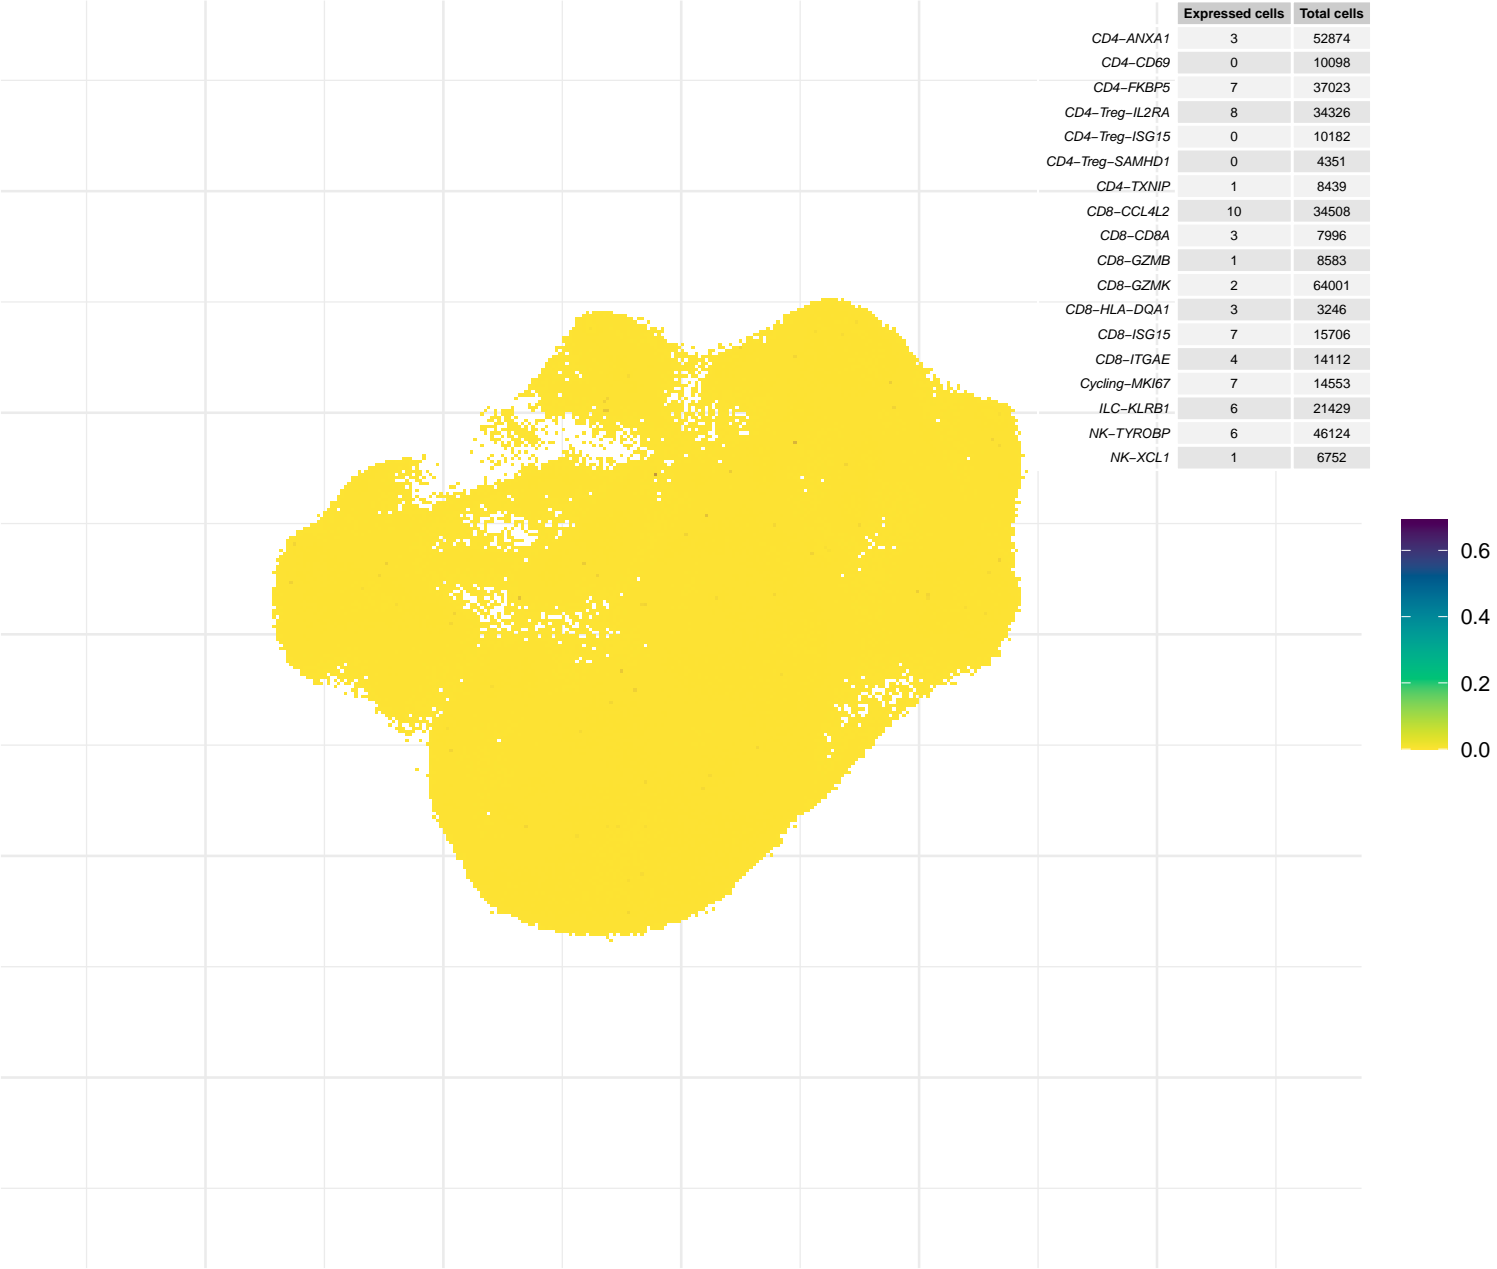 Expressed cells Total cells
CD4−ANXA1 3 52874
CD4−CD69 0 10098
CD4−FKBP5 7 37023
CD4−Treg−IL2RA 8 34326
CD4−Treg−ISG15 0 10182
CD4−Treg−SAMHD1 0 4351
CD4−TXNIP 1 8439
CD8−CCL4L2 10 34508
CD8−CD8A 3 7996
CD8−GZMB 1 8583
CD8−GZMK 2 64001
CD8−HLA−DQA1 3 3246
CD8−ISG15 7 15706
CD8−ITGAE 4 14112
Cycling−MKI67 7 14553
ILC−KLRB1 6 21429
NK−TYROBP 6 46124
NK−XCL1 1 6752
0.6
0.4
0.2
0.0